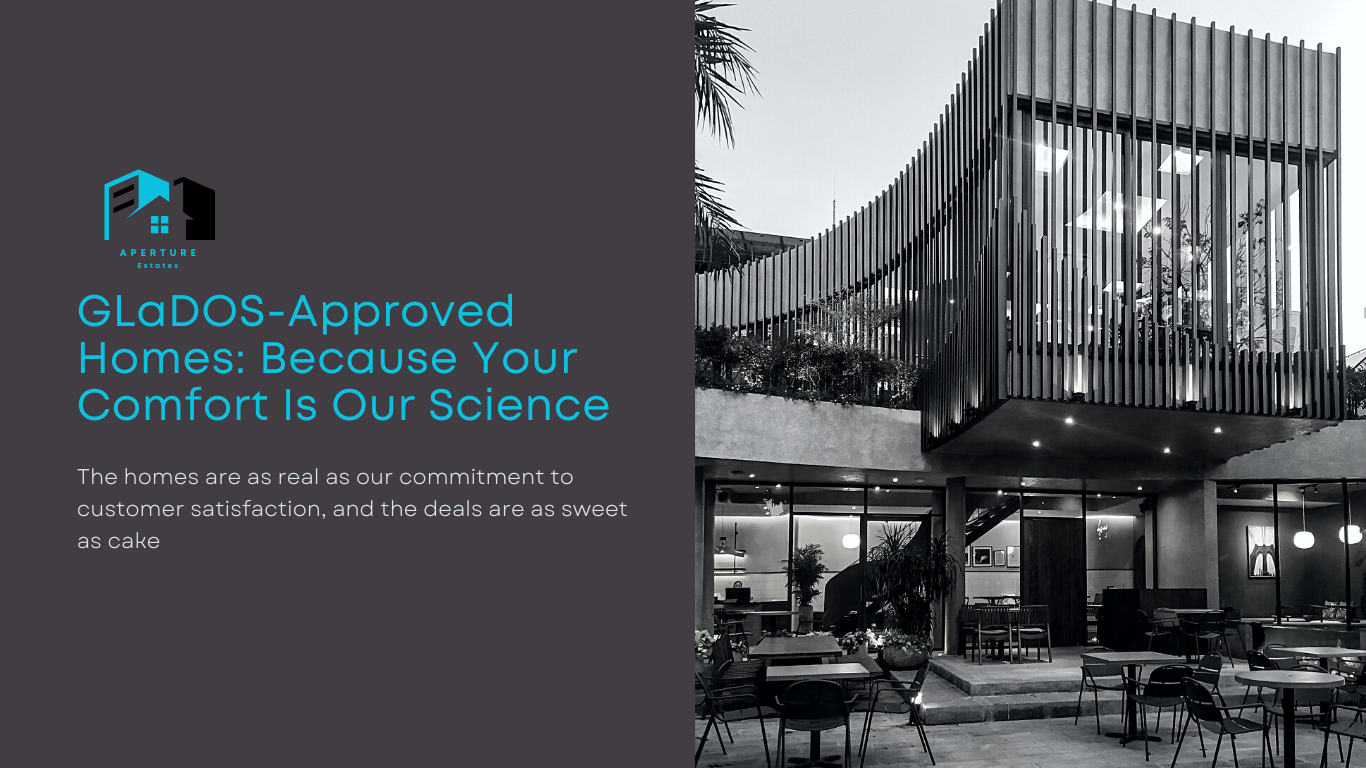 APERTURE
Estates
GLaDOS-Approved
Homes: Because Your
Comfort Is Our Science
The homes are as real as our commitment to
customer satisfaction, and the deals are as sweet
as cake